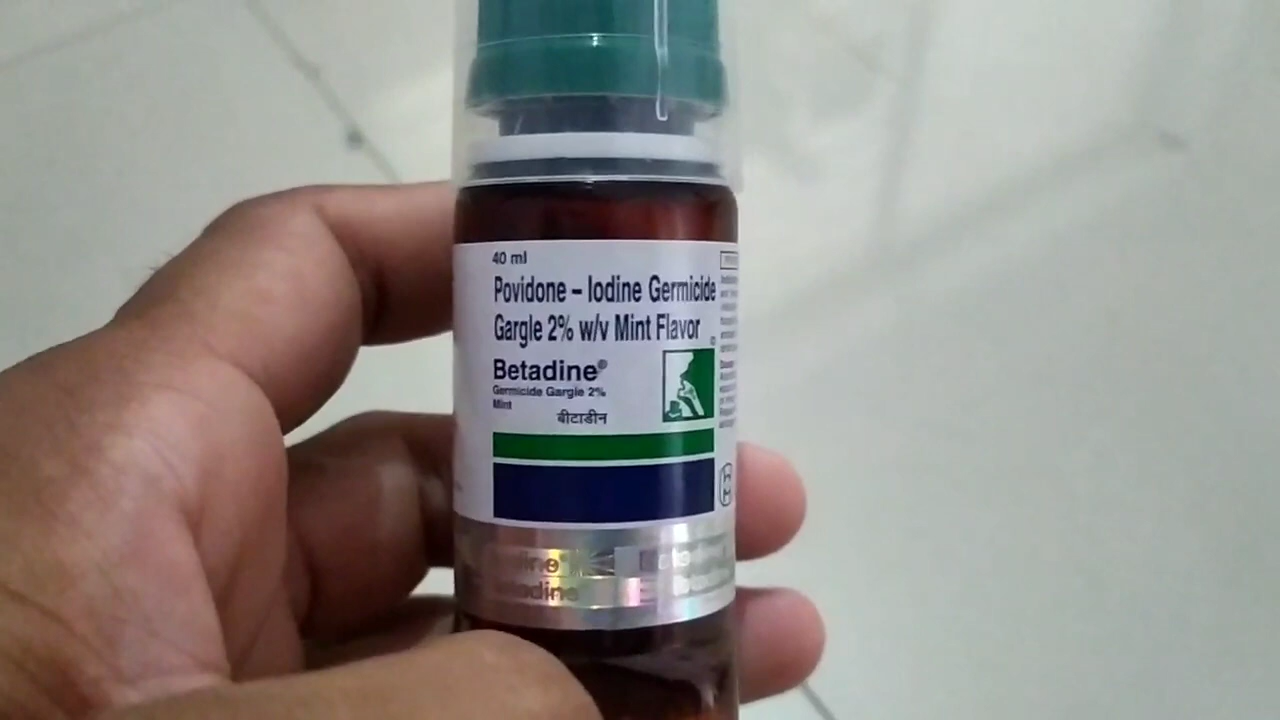 40 ml
Povidone – Iodine Germicide
Gargle 2% w/v Mint Flavor
Betadine®
Germicide Gargle 2%
Mint
बीटाडीन